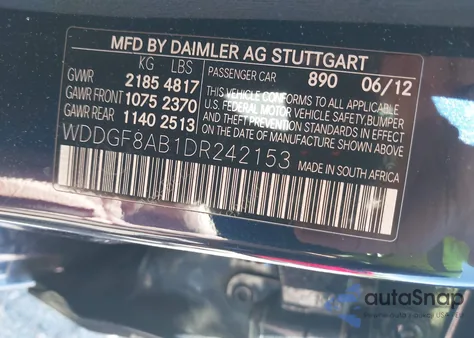 MFD BY DAIMLER AG STUTTGART
KG LBS
GVWR 2185 4817
GAWR FRONT 1075 2370
GAWR REAR 1140 2513
PASSENGER CAR 890 06/12
THIS VEHICLE CONFORMS TO ALL APPLICABLE
U.S. FEDERAL MOTOR VEHICLE SAFETY, BUMPER
AND THEFT PREVENTION STANDARDS IN EFFECT
ON THE DATE OF MANUFACTURE SHOWN ABOVE.
WDDGF8AB1DR242153
MADE IN SOUTH AFRICA
autoSnap